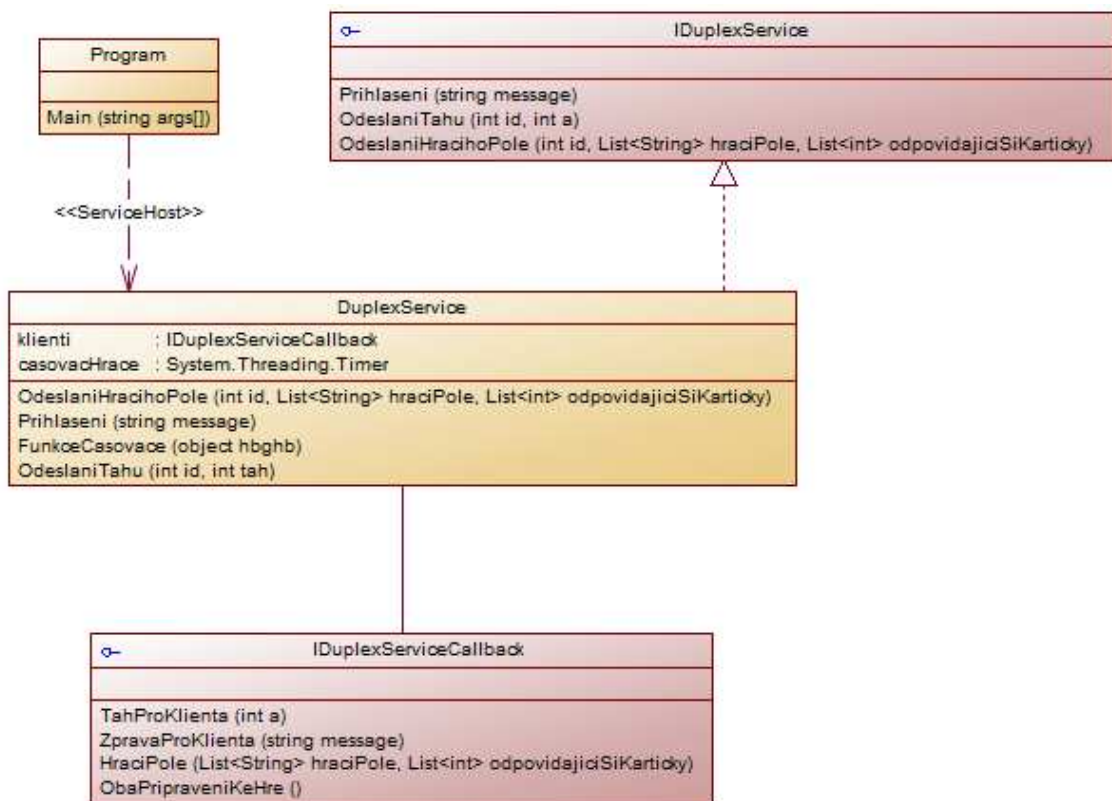 Program
Main (string args[])
IDuplexService
Prihlaseni (string message)
OdeslaniTahu (int id, int a)
OdeslaniHracihoPole (int id, List<String> hraciPole, List<int> odpovidajiciSiKarticky)
<<ServiceHost>>
DuplexService
klienti : IDuplexServiceCallback
casovacHrace : System.Threading.Timer
OdeslaniHracihoPole (int id, List<String> hraciPole, List<int> odpovidajiciSiKarticky)
Prihlaseni (string message)
FunkceCasovace (object hbghb)
OdeslaniTahu (int id, int tah)
IDuplexServiceCallback
TahProKlienta (int a)
ZpravaProKlienta (string message)
HraciPole (List<String> hraciPole, List<int> odpovidajiciSiKarticky)
ObaPripraveniKeHre ()